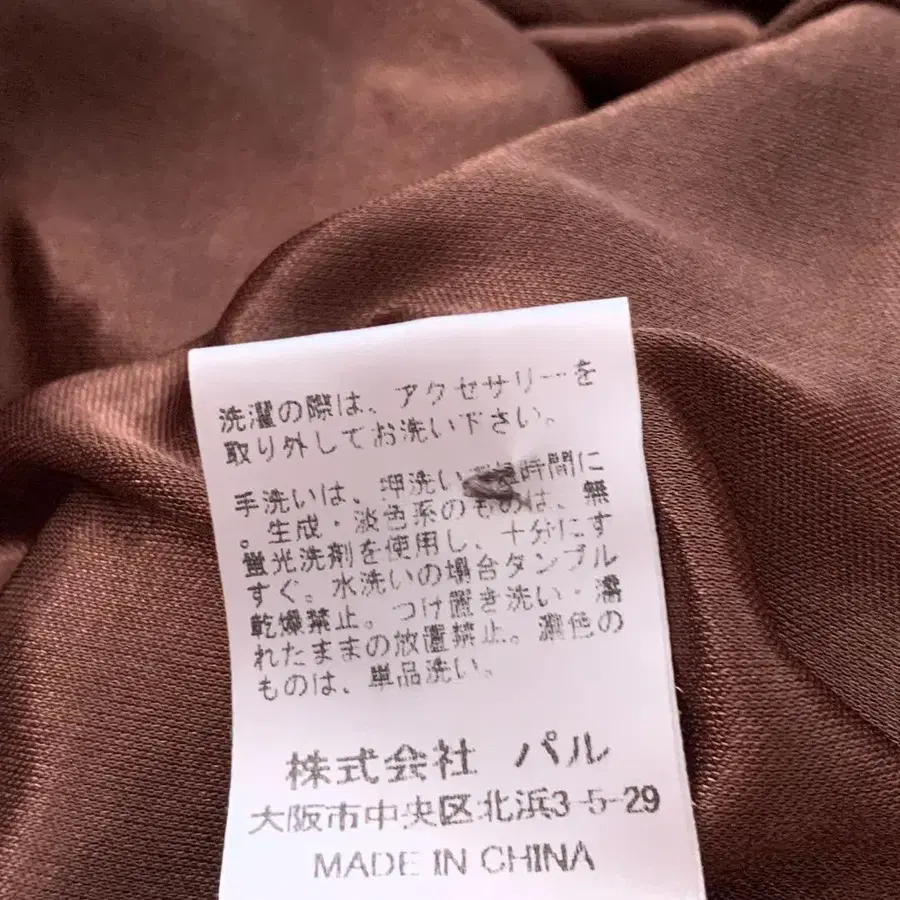 洗濯の際は、アクセサリーを
取り外してお洗い下さい。
手洗いは、押洗い 時間に
。生成・淡色系のものは、無
蛍光洗剤を使用し、十分にす
すぐ。水洗いの場合タンブル
乾燥禁止。つけ置き洗い・濡
れたままの放置禁止。濃色の
ものは、単品洗い。
株式会社 パル
大阪市中央区北浜3-5-29
MADE IN CHINA